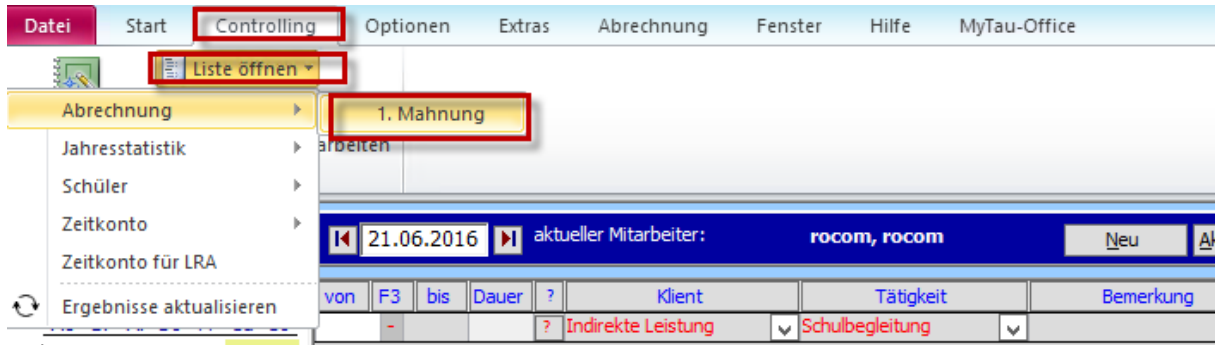 Datei Start Controlling Optionen Extras Abrechnung Fenster Hilfe MyTau-Office
Liste öffnen
Abrechnung
1. Mahnung
Jahresstatistik
Schüler
Zeitkonto
Zeitkonto für LRA
Ergebnisse aktualisieren
21.06.2016 aktueller Mitarbeiter: rocom, rocom Neu
von F3 bis Dauer ? Klient Tätigkeit Bemerkung
- ? Indirekte Leistung Schulbegleitung